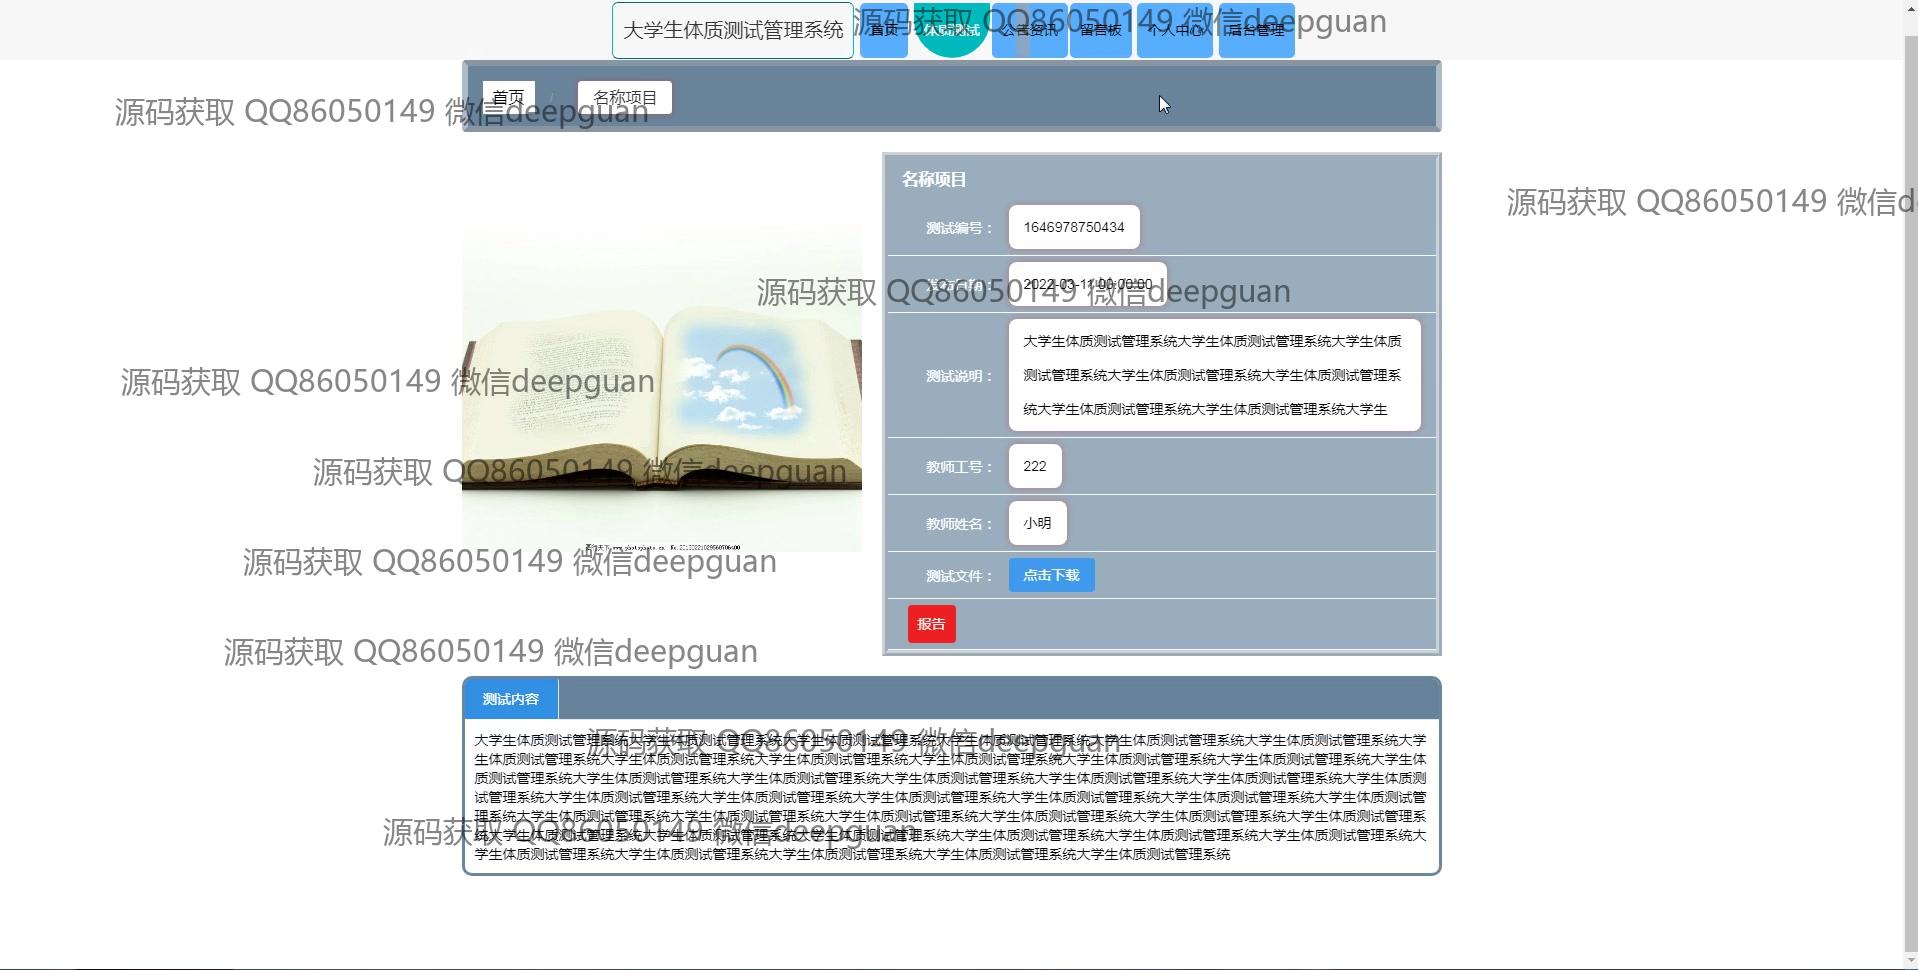 大学生体质测试管理系统
首页
体质测试
公告资讯
留言板
个人中心
后台管理
源码获取 QQ86050149 微信deepguan
首页 / 名称项目
源码获取 QQ86050149 微信deepguan
名称项目
源码获取 QQ86050149 微信d
测试编号： 1646978750434
发布日期： 2022-03-11 00:00:00
源码获取 QQ86050149 微信deepguan
测试说明：
大学生体质测试管理系统大学生体质测试管理系统大学生体质
测试管理系统大学生体质测试管理系统大学生体质测试管理系
统大学生体质测试管理系统大学生体质测试管理系统大学生
源码获取 QQ86050149 微信deepguan
教师工号： 222
源码获取 QQ86050149 微信deepguan
教师姓名： 小明
源码获取 QQ86050149 微信deepguan
测试文件： 点击下载
报告
源码获取 QQ86050149 微信deepguan
测试内容
大学生体质测试管理系统大学生体质测试管理系统大学生体质测试管理系统大学生体质测试管理系统大学生体质测试管理系统大学生体质测试管理系统大学
生体质测试管理系统大学生体质测试管理系统大学生体质测试管理系统大学生体质测试管理系统大学生体质测试管理系统大学生体质测试管理系统大学生体
质测试管理系统大学生体质测试管理系统大学生体质测试管理系统大学生体质测试管理系统大学生体质测试管理系统大学生体质测试管理系统大学生体质测
试管理系统大学生体质测试管理系统大学生体质测试管理系统大学生体质测试管理系统大学生体质测试管理系统大学生体质测试管理系统大学生体质测试管
理系统大学生体质测试管理系统大学生体质测试管理系统大学生体质测试管理系统大学生体质测试管理系统大学生体质测试管理系统大学生体质测试管理系
统大学生体质测试管理系统大学生体质测试管理系统大学生体质测试管理系统大学生体质测试管理系统大学生体质测试管理系统大学生体质测试管理系统大
学生体质测试管理系统大学生体质测试管理系统大学生体质测试管理系统大学生体质测试管理系统大学生体质测试管理系统
源码获取 QQ86050149 微信deepguan
源码获取 QQ86050149 微信deepguan